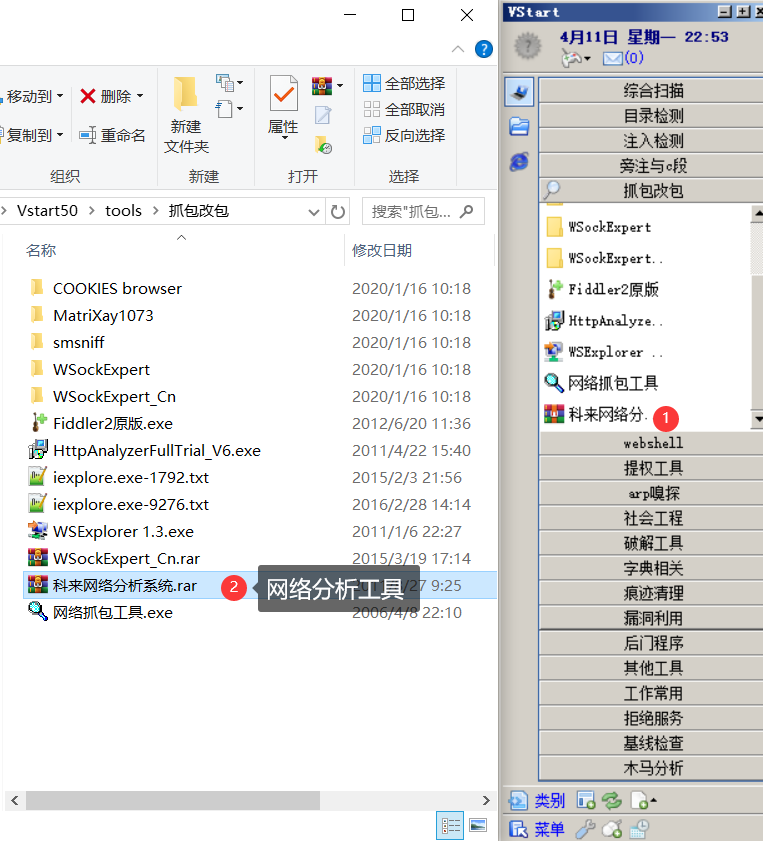 移动到
复制到
删除
重命名
组织
新建
文件夹
新建
属性
打开
全部选择
全部取消
反向选择
选择
Vstart50 tools 抓包改包
搜索"抓包...
名称 修改日期
COOKIES browser 2020/1/16 10:18
MatriXay1073 2020/1/16 10:18
smsniff 2020/1/16 10:18
WSockExpert 2020/1/16 10:18
WSockExpert_Cn 2020/1/16 10:18
Fiddler2原版.exe 2012/6/20 11:36
HttpAnalyzerFullTrial_V6.exe 2011/4/22 15:40
iexplore.exe-1792.txt 2015/2/3 21:56
iexplore.exe-9276.txt 2016/2/28 14:14
WSExplorer 1.3.exe 2011/1/6 22:27
WSockExpert_Cn.rar 2015/3/19 17:14
科来网络分析系统.rar 2 网络分析工具 9:25
网络抓包工具.exe 2006/4/8 22:10
VStart
4月11日 星期一 22:53
(0)
综合扫描
目录检测
注入检测
旁注与c段
抓包改包
WSockExpert
WSockExpert..
Fiddler2原版
HttpAnalyze..
WSExplorer ..
网络抓包工具
科来网络分. 1
webshell
提权工具
arp嗅探
社会工程
破解工具
字典相关
痕迹清理
漏洞利用
后门程序
其他工具
工作常用
拒绝服务
基线检查
木马分析
类别
菜单